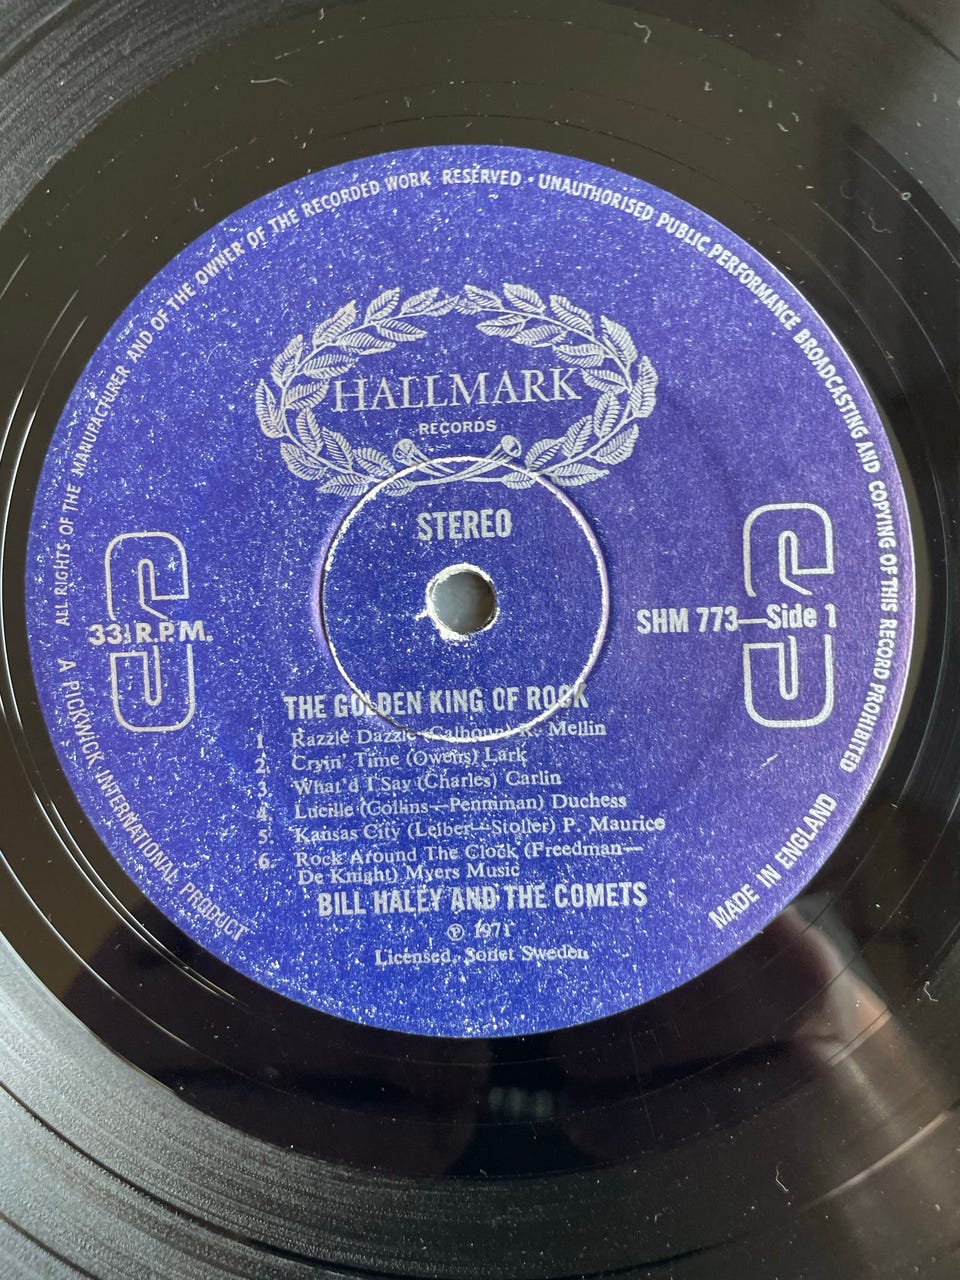 ALL RIGHTS OF THE MANUFACTURER AND OF THE OWNER OF THE RECORDED WORK RESERVED · UNAUTHORISED PUBLIC PERFORMANCE BROADCASTING AND COPYING OF THIS RECORD PROHIBITED
HALLMARK
RECORDS
STEREO
S S
33⅓ R.P.M.
SHM 773—Side 1
THE GOLDEN KING OF ROCK
1 Razzle Dazzle (Calhoun) R. Mellin
2. Cryin' Time (Owens) Lark
3. What'd I Say (Charles) Carlin
4. Lucille (Collins—Penniman) Duchess
5. Kansas City (Leiber—Stoller) P. Maurice
6. Rock Around The Clock (Freedman—
De Knight) Myers Music
BILL HALEY AND THE COMETS
℗ 1971
Licensed, Sonet Sweden
A PICKWICK INTERNATIONAL PRODUCT
MADE IN ENGLAND